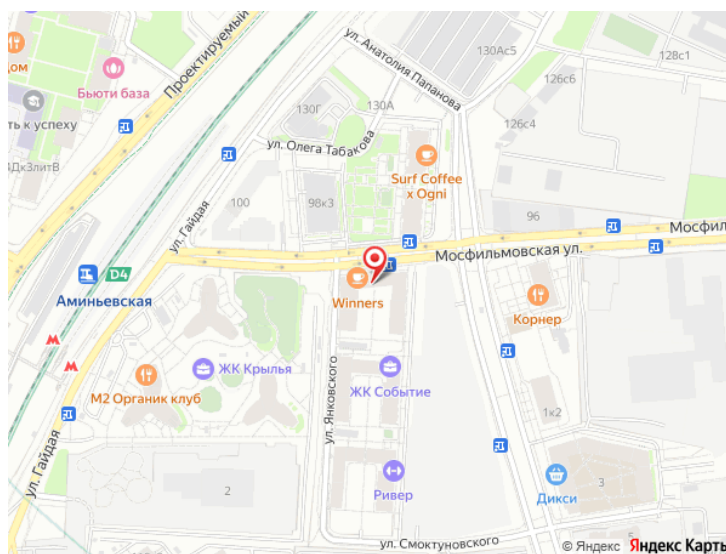 Проектируемый
ул. Анатолия Папанова
130Ас5
128с1
126с6
126с4
Дом
Бьюти база
ть к успеху
3Дк3литВ
130Г
130А
ул. Олега Табакова
Surf Coffee
x Ogni
ул. Гайдая
100
98к3
96
Мосфильмовская ул.
Мосфил
D4
Аминьевская
Winners
Корнер
ЖК Крылья
ЖК Событие
М2 Органик клуб
ул. Янковского
1к2
ул. Гайдая
2
Ривер
Дикси
3
ул. Смоктуновского
© Яндекс Яндекс Карты